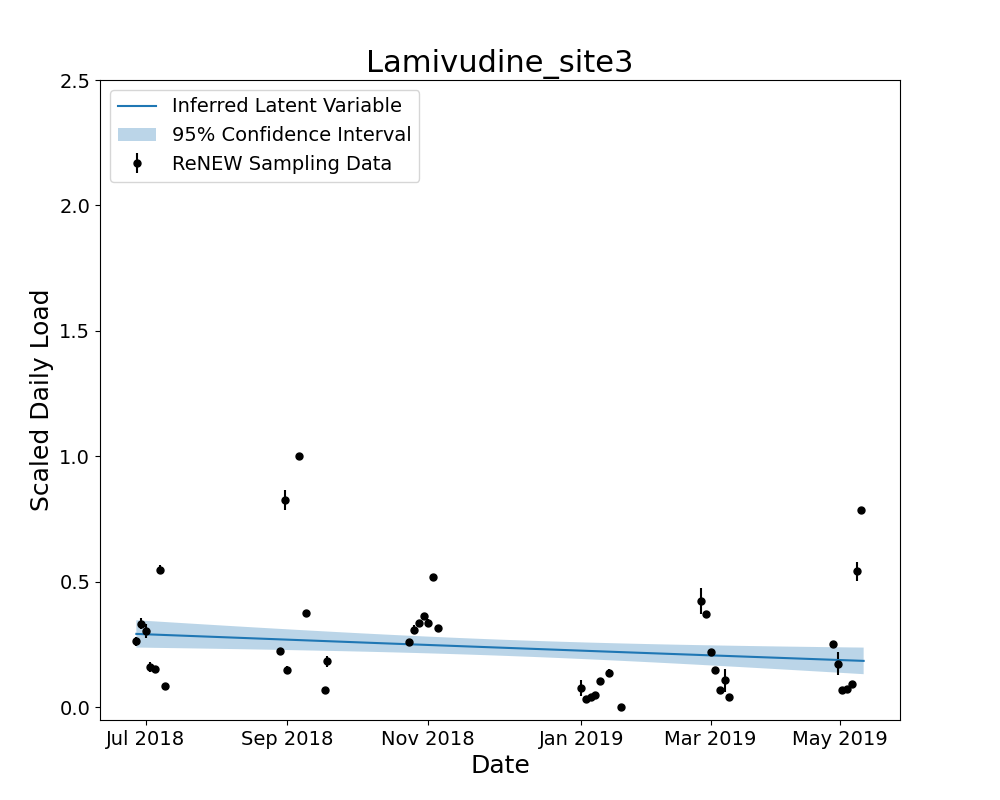 Lamivudine_site3
2.5
2.0
1.5
1.0
0.5
0.0
Scaled Daily Load
Inferred Latent Variable
95% Confidence Interval
ReNEW Sampling Data
Jul 2018
Sep 2018
Nov 2018
Jan 2019
Mar 2019
May 2019
Date